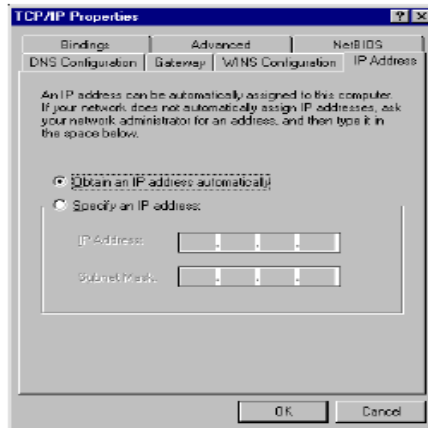 TCP/IP Properties
Bindings Advanced NetBIOS
DNS Configuration Gateway WINS Configuration IP Address
An IP address can be automatically assigned to this computer.
If your network does not automatically assign IP addresses, ask
your network administrator for an address, and then type it in
the space below.
Obtain an IP address automatically
Specify an IP address:
IP Address:
Subnet Mask:
OK Cancel